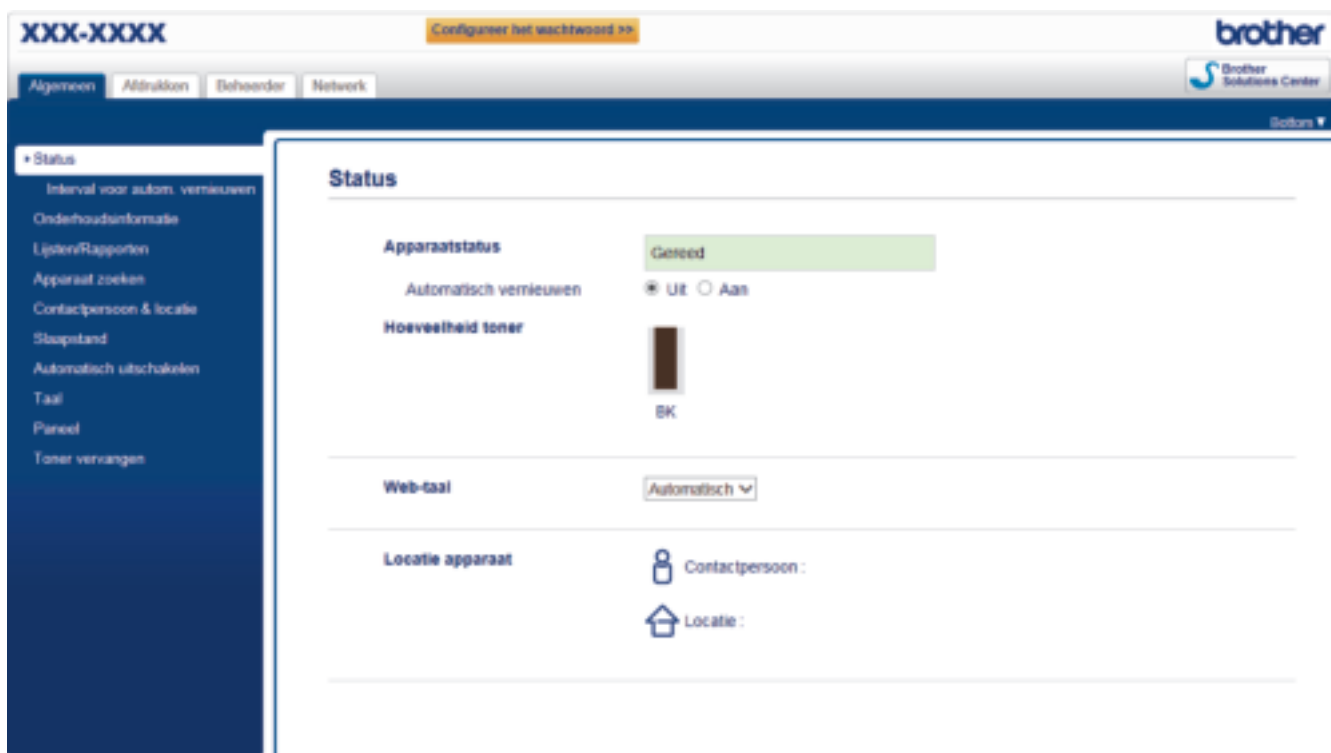 XXX-XXXX
Configureer het wachtwoord >>
brother
Algemeen
Afdrukken
Beheerder
Netwerk
Brother
Solutions Center
Bottom▼
Status
Interval voor autom. vernieuwen
Onderhoudsinformatie
Lijsten/Rapporten
Apparaat zoeken
Contactpersoon & locatie
Slaapstand
Automatisch uitschakelen
Taal
Paneel
Toner vervangen
Status
Apparaatstatus
Gereed
Automatisch vernieuwen
Uit
Aan
Hoeveelheid toner
BK
Web-taal
Automatisch
Locatie apparaat
Contactpersoon :
Locatie :